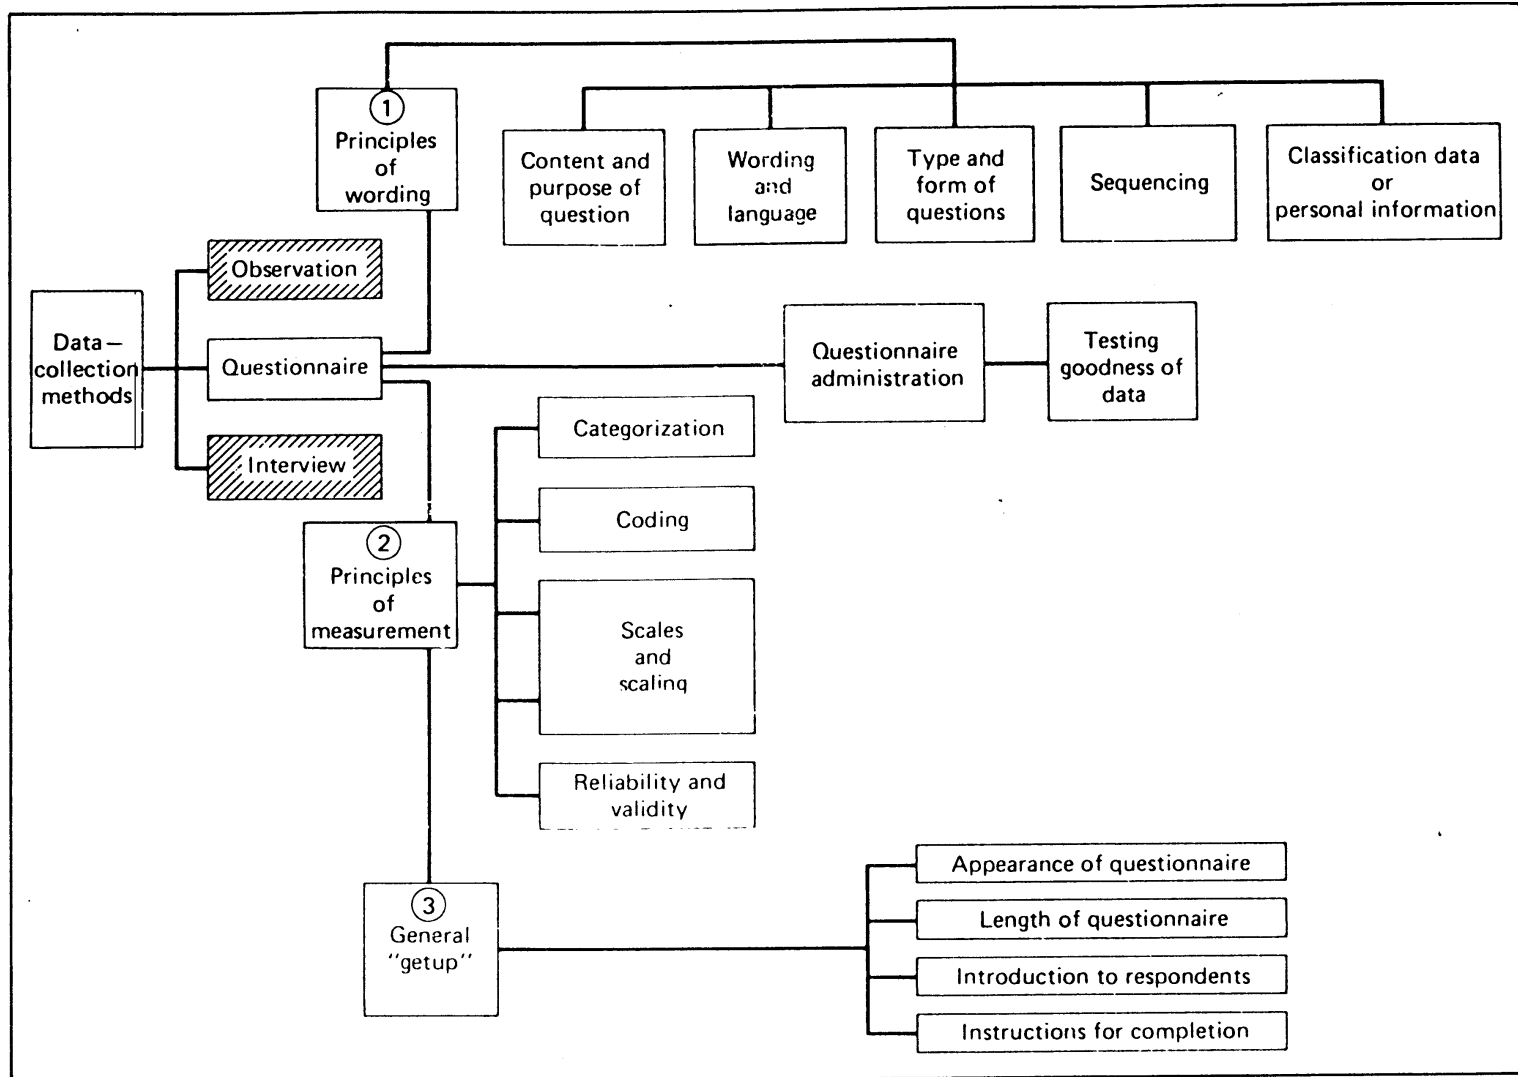 1
Principles
of
wording
Content and
purpose of
question
Wording
and
language
Type and
form of
questions
Sequencing
Classification data
or
personal information
Observation
Data—
collection
methods
Questionnaire
Interview
Questionnaire
administration
Testing
goodness of
data
Categorization
Coding
2
Principles
of
measurement
Scales
and
scaling
Reliability and
validity
3
General
"getup"
Appearance of questionnaire
Length of questionnaire
Introduction to respondents
Instructions for completion